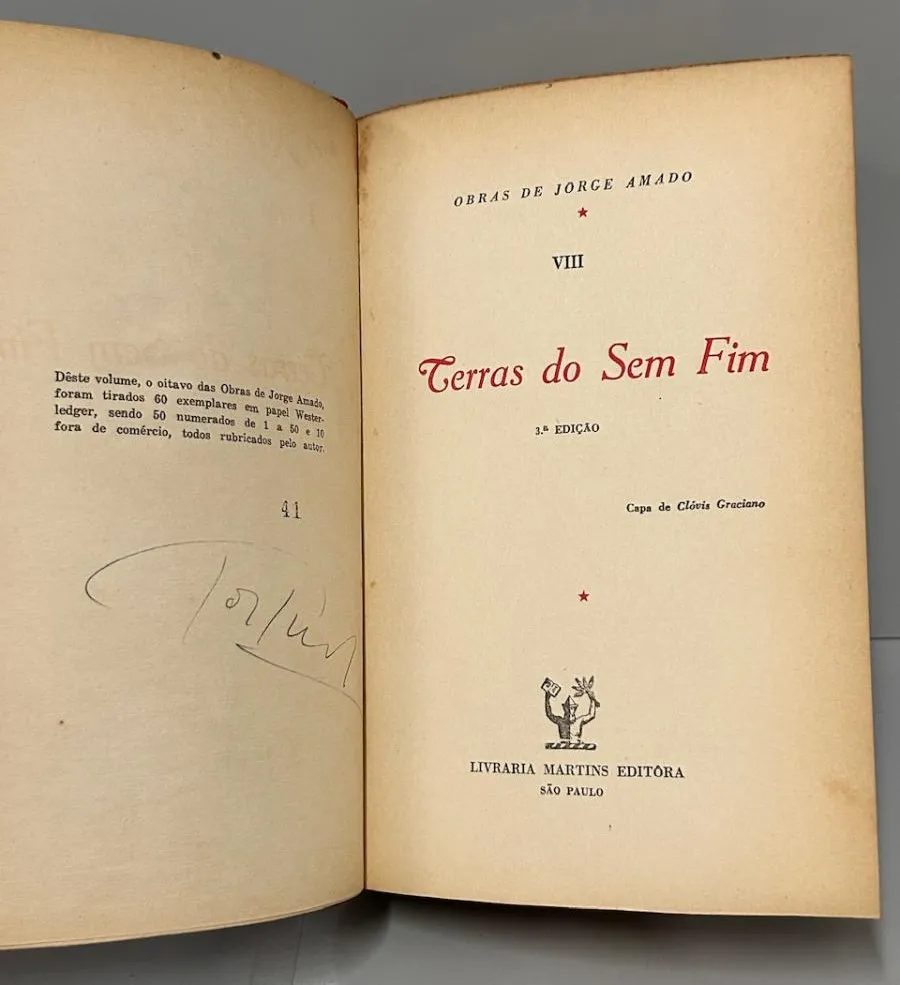 Dêste volume, o oitavo das Obras de Jorge Amado,
foram tirados 60 exemplares em papel Wester-
ledger, sendo 50 numerados de 1 a 50 e 10
fora de comércio, todos rubricados pelo autor.
41
OBRAS DE JORGE AMADO
VIII
Terras do Sem Fim
3.ª EDIÇÃO
Capa de Clóvis Graciano
LIVRARIA MARTINS EDITÔRA
SÃO PAULO